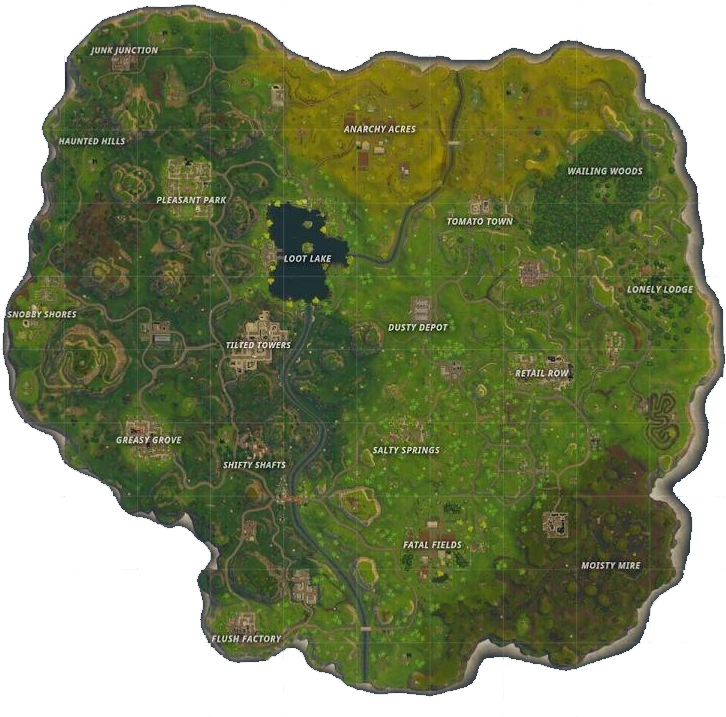 JUNK JUNCTION
ANARCHY ACRES
HAUNTED HILLS
WAILING WOODS
PLEASANT PARK
TOMATO TOWN
LOOT LAKE
LONELY LODGE
SNOBBY SHORES
DUSTY DEPOT
TILTED TOWERS
RETAIL ROW
GREASY GROVE
SALTY SPRINGS
SHIFTY SHAFTS
FATAL FIELDS
MOISTY MIRE
FLUSH FACTORY